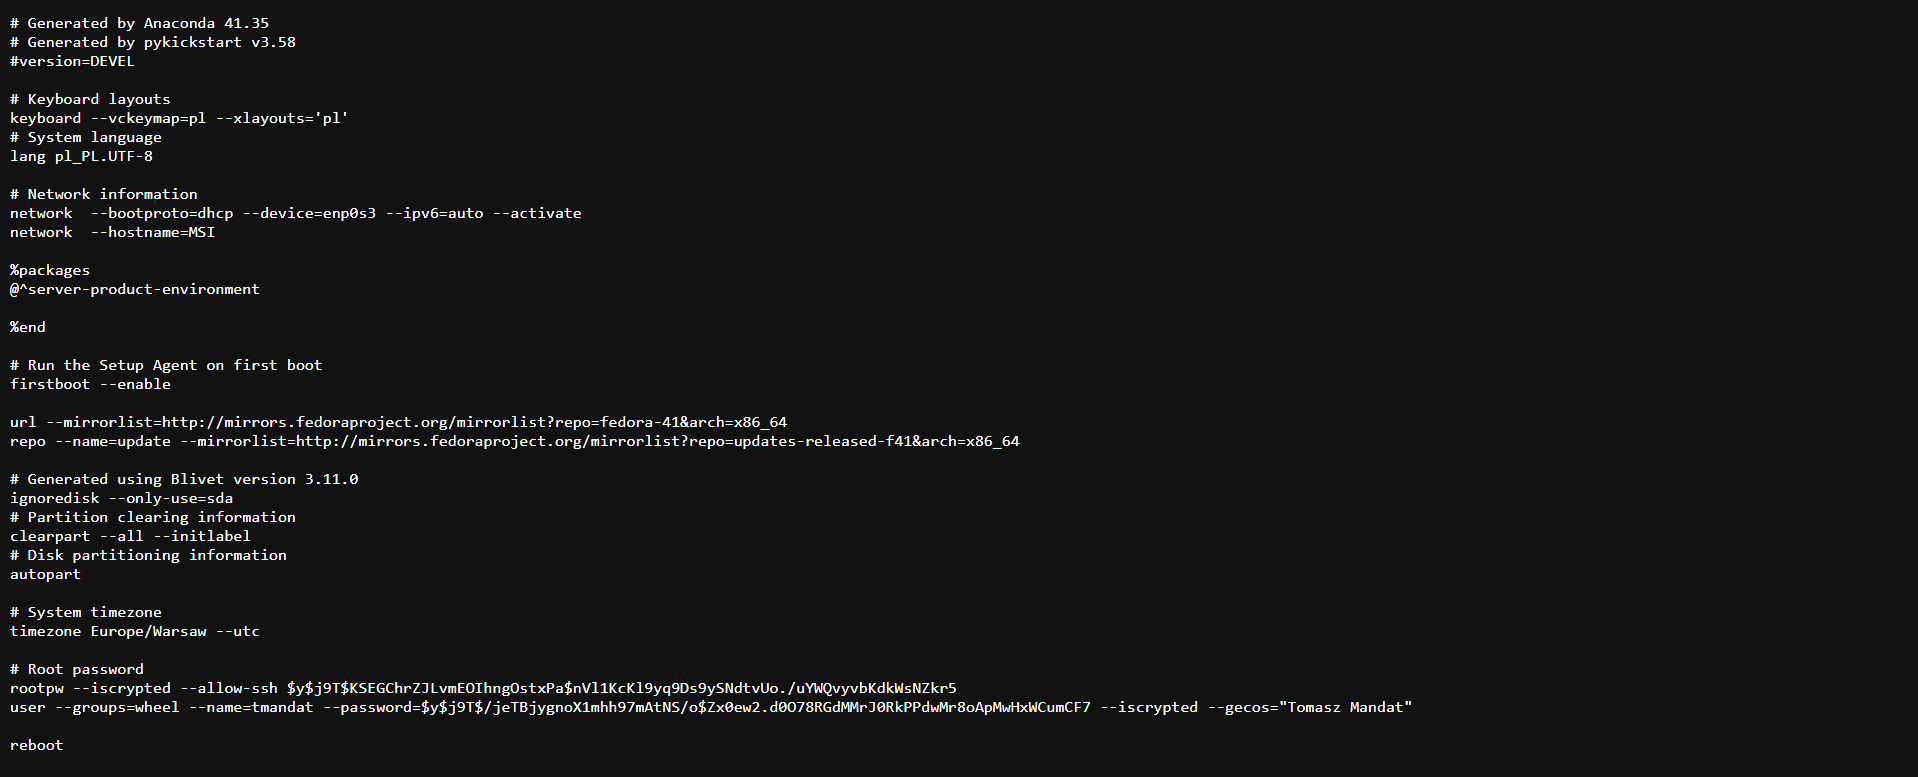 # Generated by Anaconda 41.35
# Generated by pykickstart v3.58
#version=DEVEL
# Keyboard layouts
keyboard --vckeymap=pl --xlayouts='pl'
# System language
lang pl_PL.UTF-8
# Network information
network  --bootproto=dhcp --device=enp0s3 --ipv6=auto --activate
network  --hostname=MSI
%packages
@^server-product-environment
%end
# Run the Setup Agent on first boot
firstboot --enable
url --mirrorlist=http://mirrors.fedoraproject.org/mirrorlist?repo=fedora-41&arch=x86_64
repo --name=update --mirrorlist=http://mirrors.fedoraproject.org/mirrorlist?repo=updates-released-f41&arch=x86_64
# Generated using Blivet version 3.11.0
ignoredisk --only-use=sda
# Partition clearing information
clearpart --all --initlabel
# Disk partitioning information
autopart
# System timezone
timezone Europe/Warsaw --utc
# Root password
rootpw --iscrypted --allow-ssh $y$j9T$KSEGChrZJLvmEOIhngOstxPa$nVl1KcKl9yq9Ds9ySNdtvUo./uYWQvyvbKdkWsNZkr5
user --groups=wheel --name=tmandat --password=$y$j9T$/jeTBjygnoX1mhh97mAtNS/o$Zx0ew2.d0O78RGdMMrJ0RkPPdwMr8oApMwHxWCumCF7 --iscrypted --gecos="Tomasz Mandat"
reboot